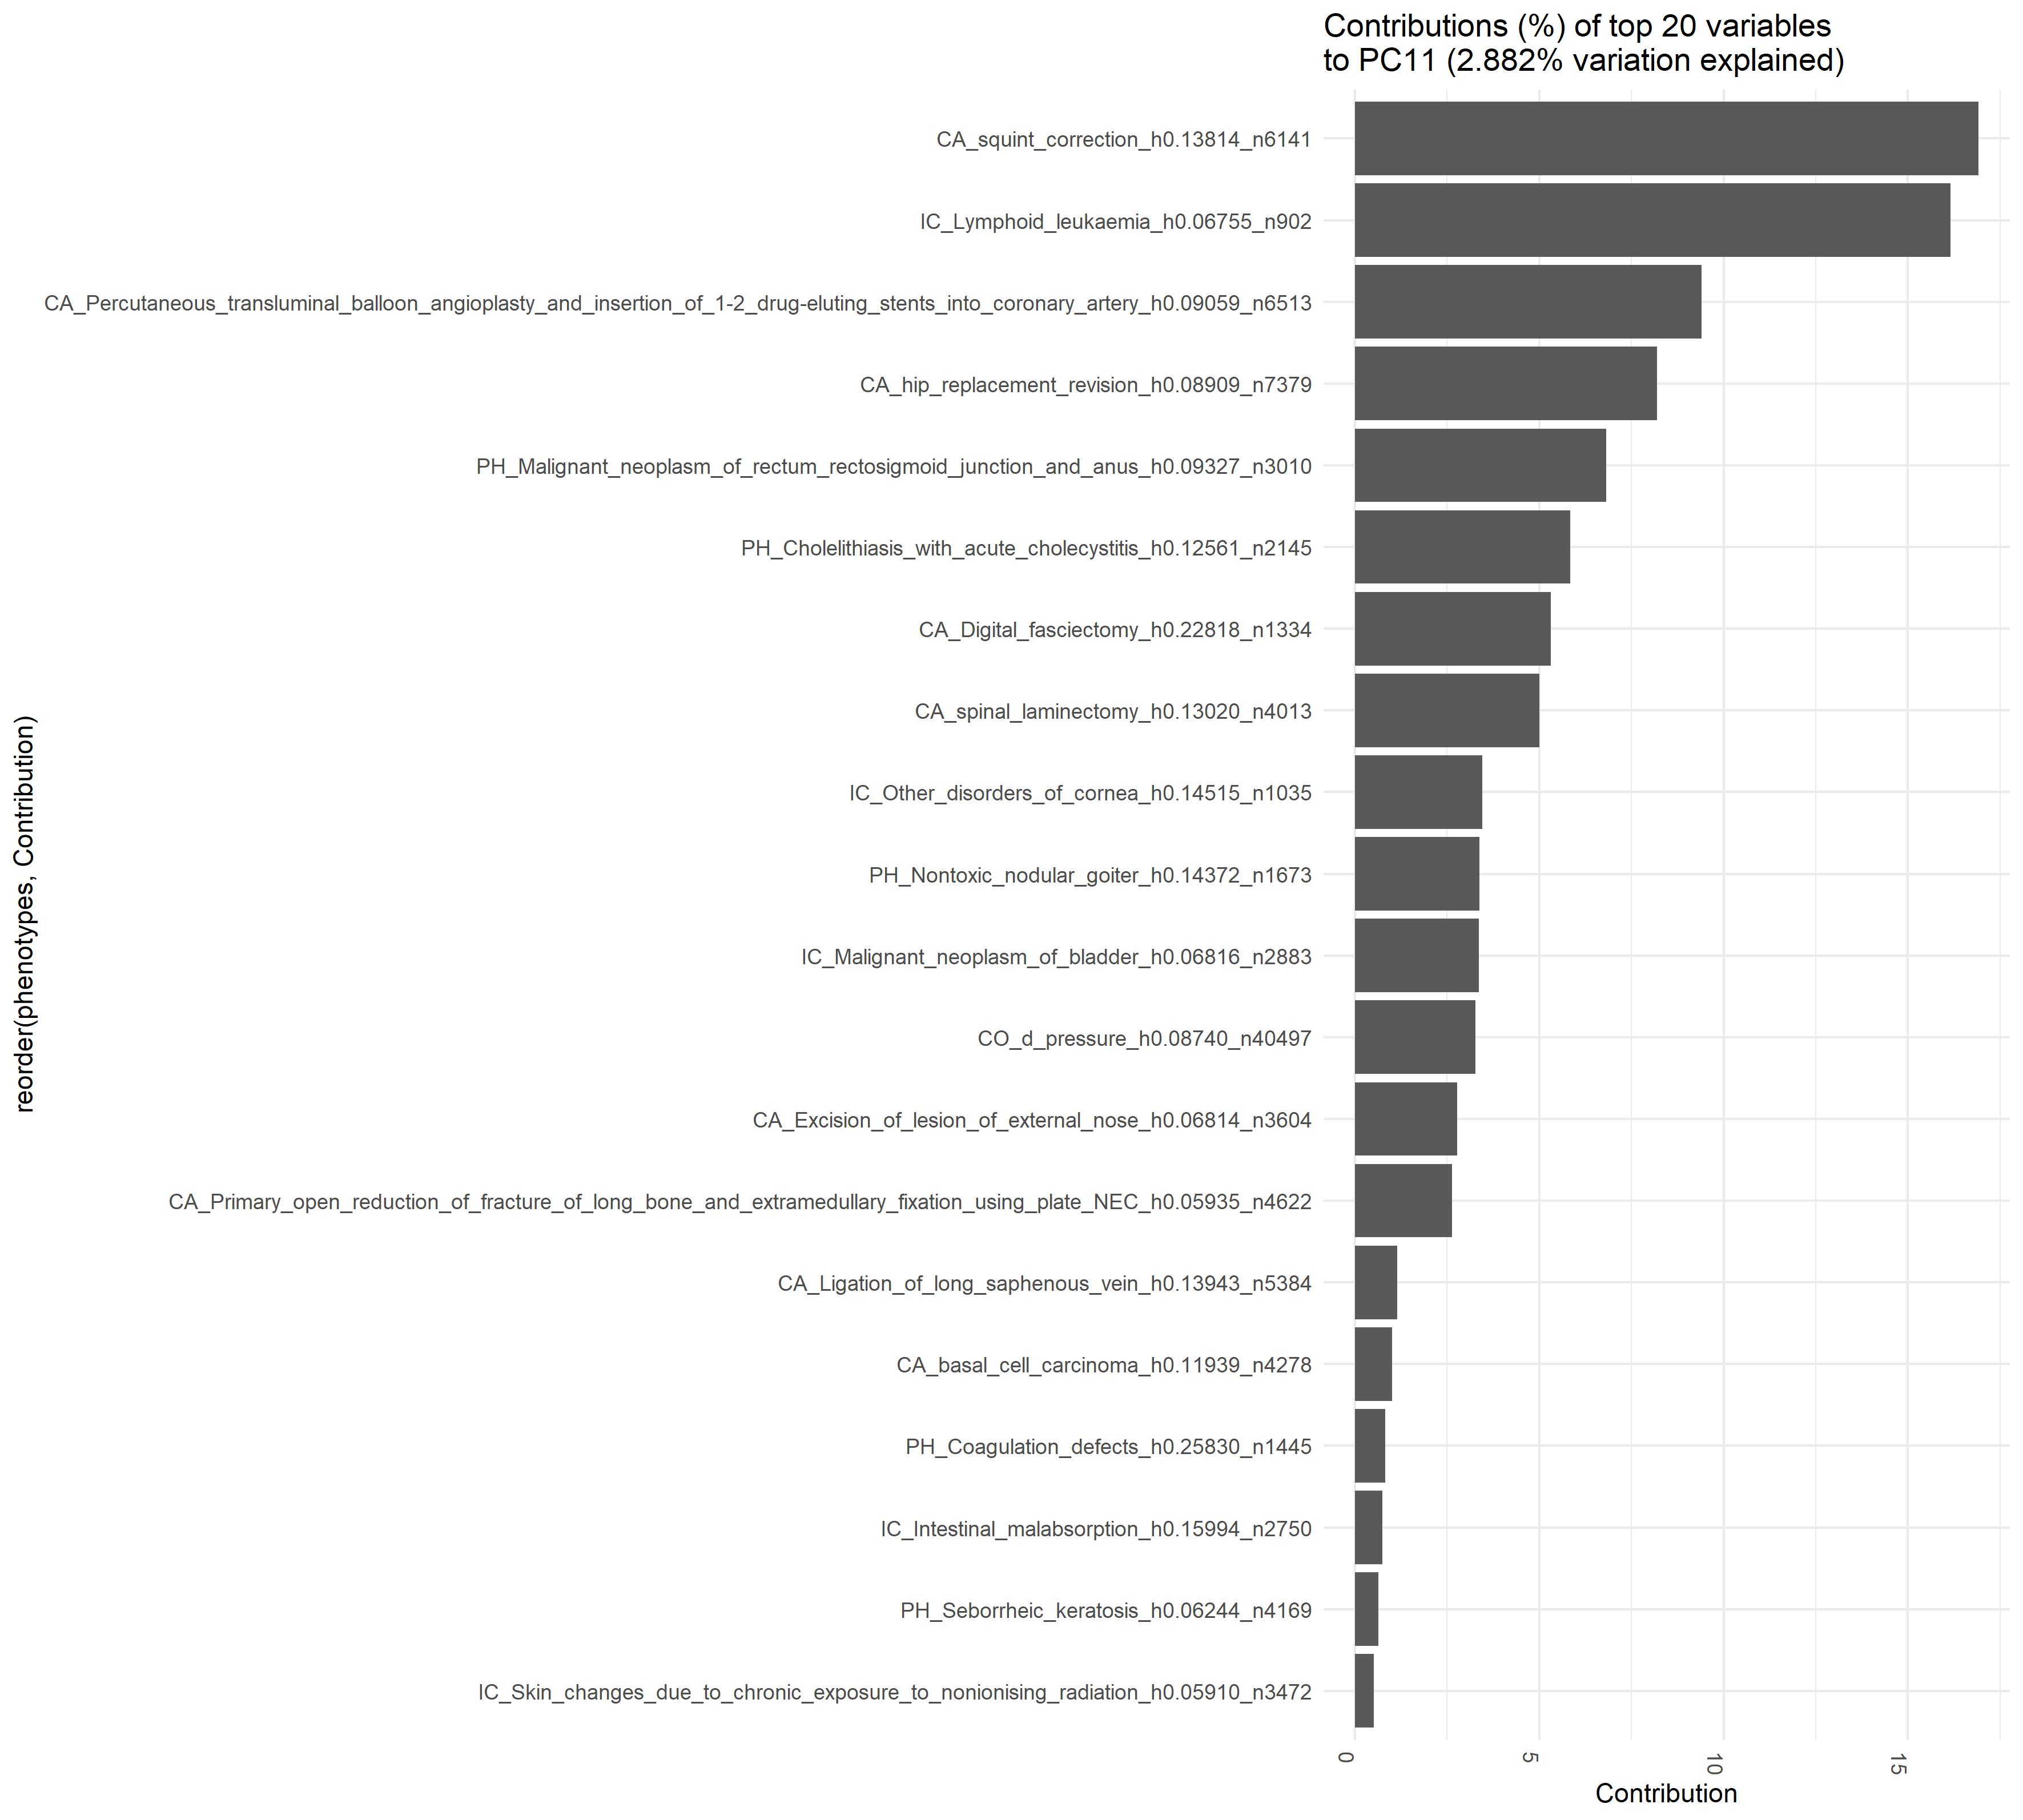 Contributions (%) of top 20 variables
to PC11 (2.882% variation explained)
CA_squint_correction_h0.13814_n6141
IC_Lymphoid_leukaemia_h0.06755_n902
CA_Percutaneous_transluminal_balloon_angioplasty_and_insertion_of_1-2_drug-eluting_stents_into_coronary_artery_h0.09059_n6513
CA_hip_replacement_revision_h0.08909_n7379
PH_Malignant_neoplasm_of_rectum_rectosigmoid_junction_and_anus_h0.09327_n3010
PH_Cholelithiasis_with_acute_cholecystitis_h0.12561_n2145
CA_Digital_fasciectomy_h0.22818_n1334
CA_spinal_laminectomy_h0.13020_n4013
IC_Other_disorders_of_cornea_h0.14515_n1035
PH_Nontoxic_nodular_goiter_h0.14372_n1673
IC_Malignant_neoplasm_of_bladder_h0.06816_n2883
CO_d_pressure_h0.08740_n40497
CA_Excision_of_lesion_of_external_nose_h0.06814_n3604
CA_Primary_open_reduction_of_fracture_of_long_bone_and_extramedullary_fixation_using_plate_NEC_h0.05935_n4622
CA_Ligation_of_long_saphenous_vein_h0.13943_n5384
CA_basal_cell_carcinoma_h0.11939_n4278
PH_Coagulation_defects_h0.25830_n1445
IC_Intestinal_malabsorption_h0.15994_n2750
PH_Seborrheic_keratosis_h0.06244_n4169
IC_Skin_changes_due_to_chronic_exposure_to_nonionising_radiation_h0.05910_n3472
reorder(phenotypes, Contribution)
0 5 10 15
Contribution